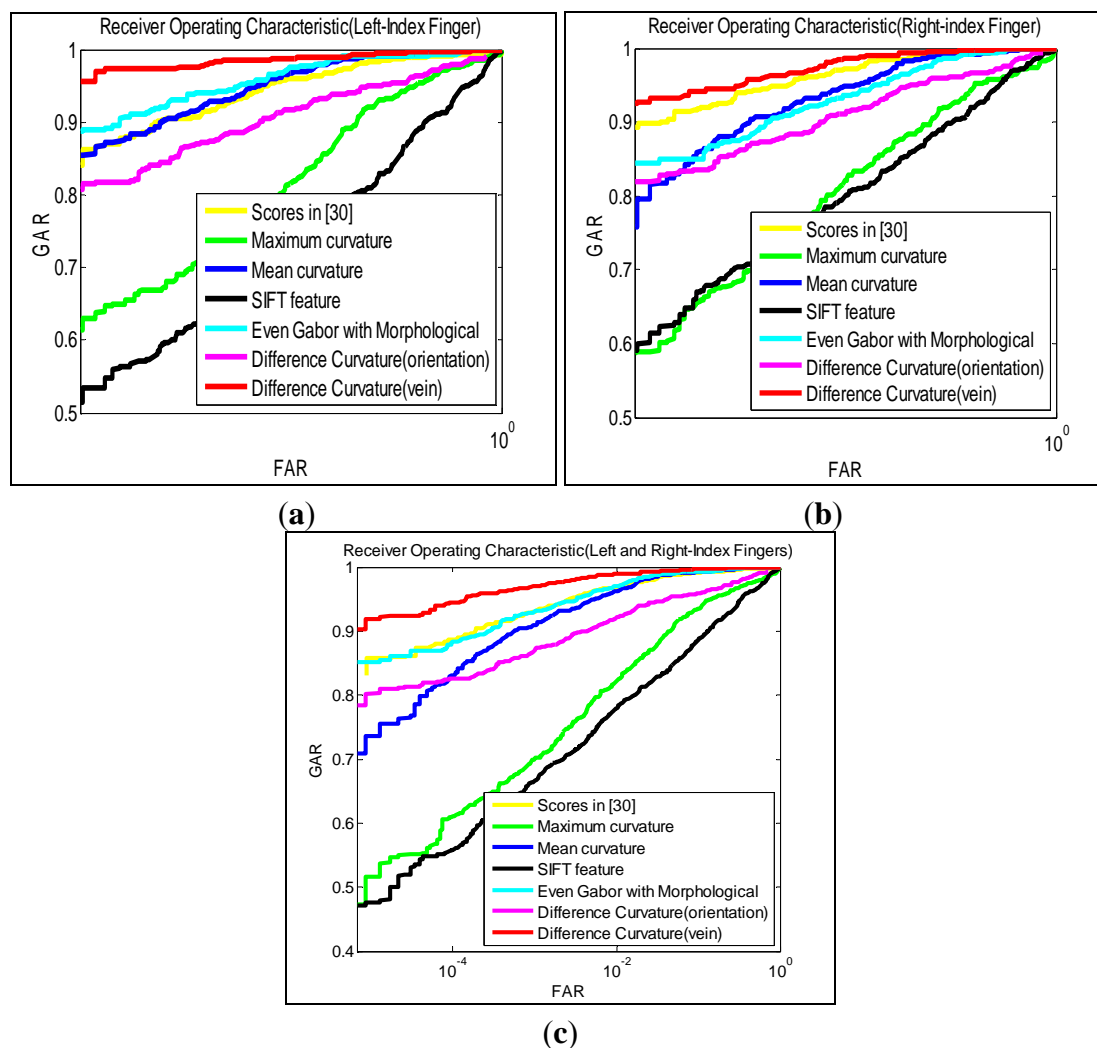 Receiver Operating Characteristic(Left-Index Finger)
1
0.9
0.8
0.7
0.6
0.5
GAR
Scores in [30]
Maximum curvature
Mean curvature
SIFT feature
Even Gabor with Morphological
Difference Curvature(orientation)
Difference Curvature(vein)
10^0
FAR
(a)
Receiver Operating Characteristic(Right-index Finger)
1
0.9
0.8
0.7
0.6
0.5
GAR
Scores in [30]
Maximum curvature
Mean curvature
SIFT feature
Even Gabor with Morphological
Difference Curvature(orientation)
Difference Curvature(vein)
10^0
FAR
(b)
Receiver Operating Characteristic(Left and Right-Index Fingers)
1
0.9
0.8
0.7
0.6
0.5
0.4
GAR
Scores in [30]
Maximum curvature
Mean curvature
SIFT feature
Even Gabor with Morphological
Difference Curvature(orientation)
Difference Curvature(vein)
10^-4
10^-2
10^0
FAR
(c)